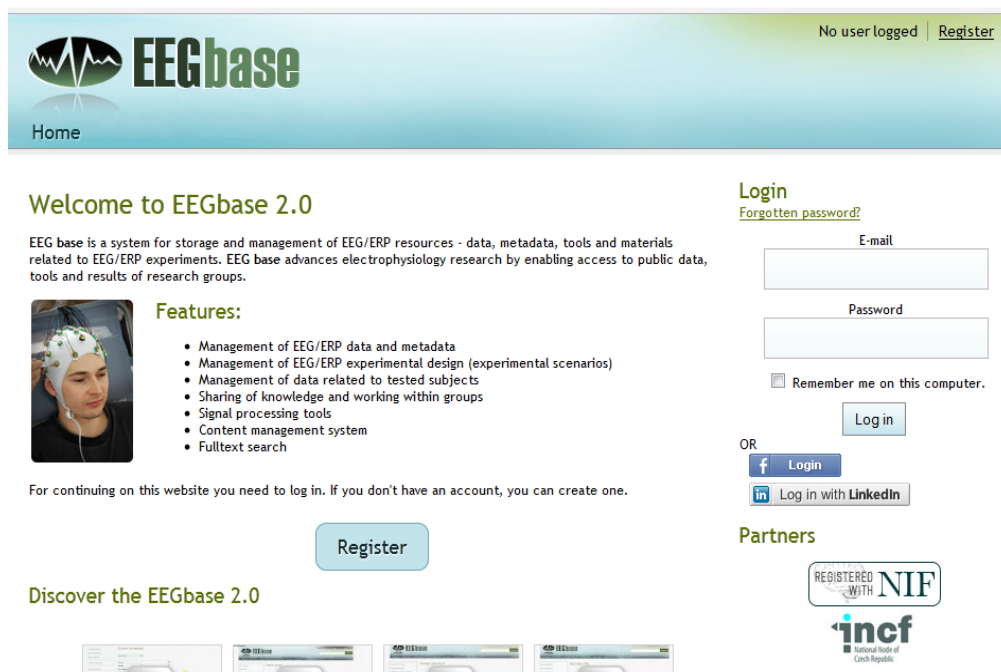 No user logged Register
EEGbase
Home
Welcome to EEGbase 2.0
EEG base is a system for storage and management of EEG/ERP resources - data, metadata, tools and materials
related to EEG/ERP experiments. EEG base advances electrophysiology research by enabling access to public data,
tools and results of research groups.
Features:
• Management of EEG/ERP data and metadata
• Management of EEG/ERP experimental design (experimental scenarios)
• Management of data related to tested subjects
• Sharing of knowledge and working within groups
• Signal processing tools
• Content management system
• Fulltext search
For continuing on this website you need to log in. If you don't have an account, you can create one.
Register
Discover the EEGbase 2.0
Login
Forgotten password?
E-mail
Password
Remember me on this computer.
Log in
OR
f Login
in Log in with LinkedIn
Partners
REGISTERED
WITH NIF
incf
National Node of
Czech Republic